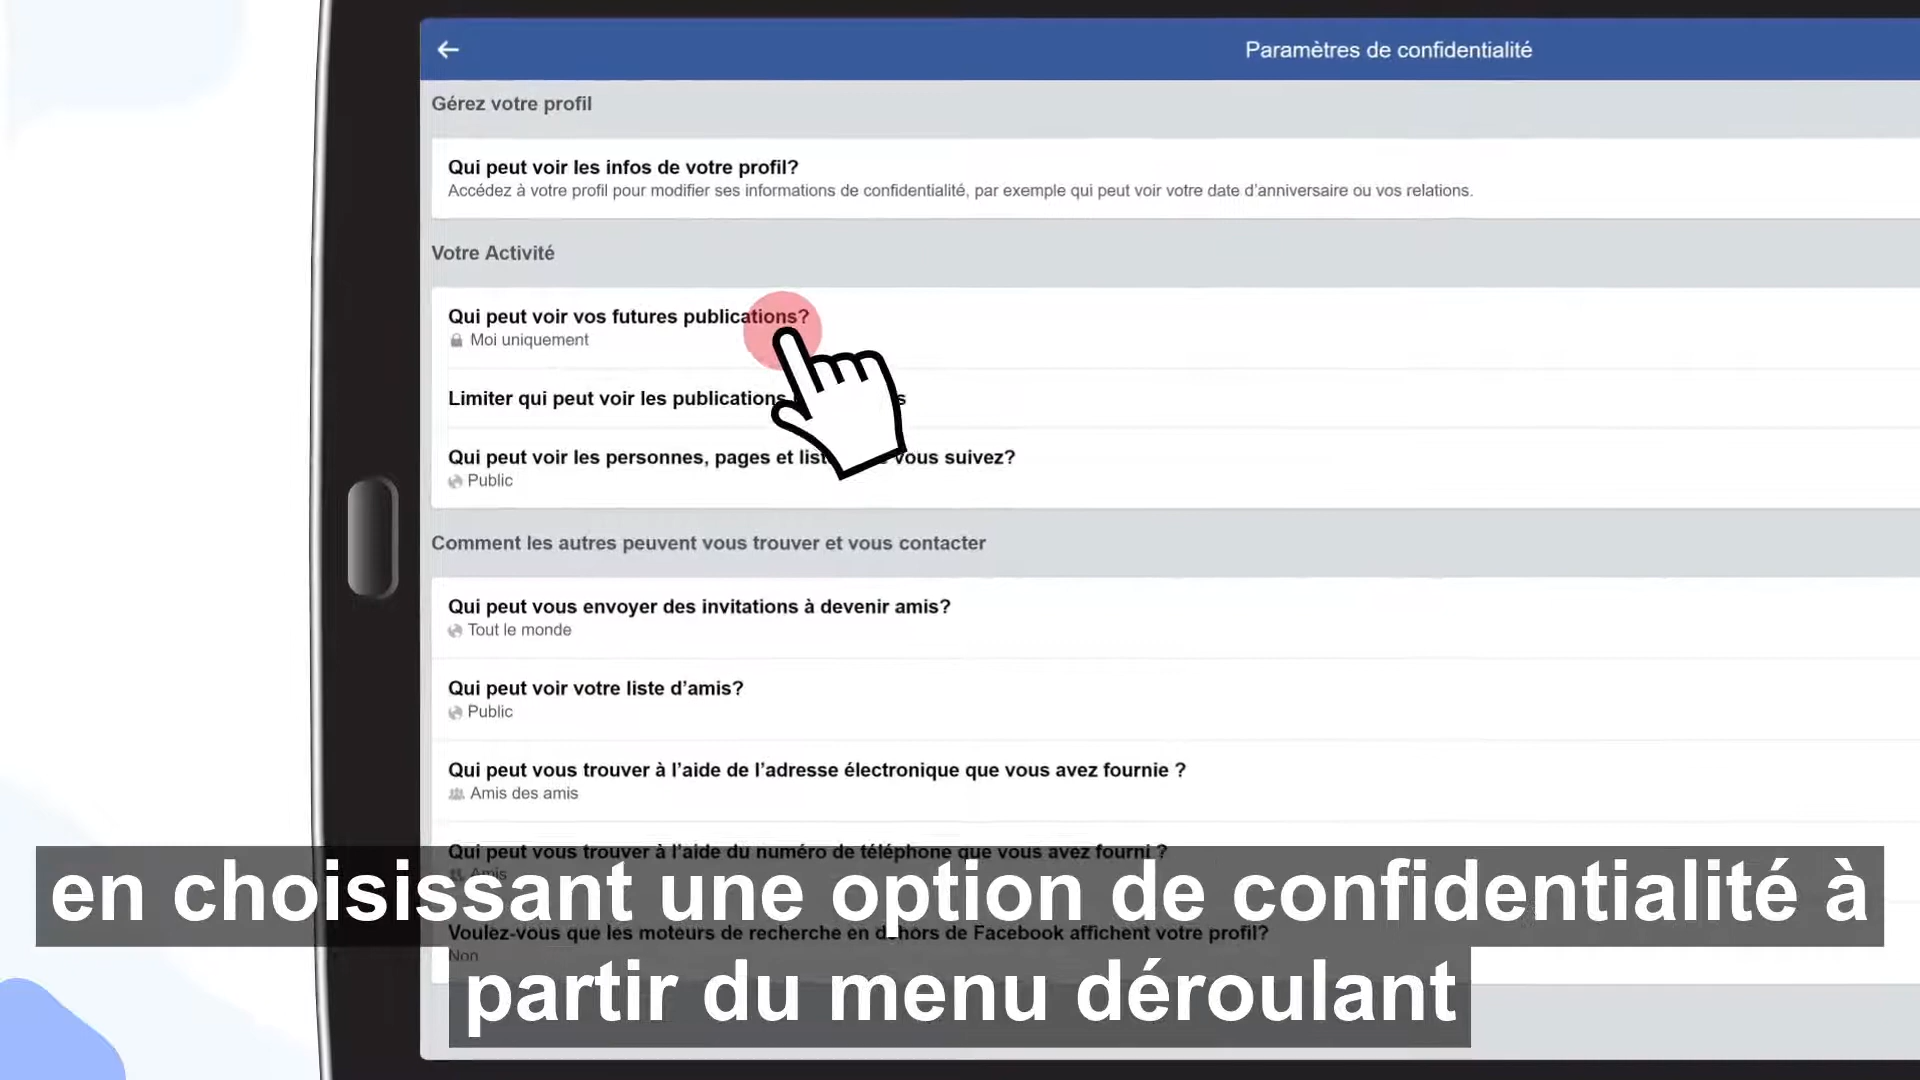 Paramètres de confidentialité
Gérez votre profil
Qui peut voir les infos de votre profil?
Accédez à votre profil pour modifier ses informations de confidentialité, par exemple qui peut voir votre date d’anniversaire ou vos relations.
Votre Activité
Qui peut voir vos futures publications?
Moi uniquement
Limiter qui peut voir les publications
Qui peut voir les personnes, pages et vous suivez?
Public
Comment les autres peuvent vous trouver et vous contacter
Qui peut vous envoyer des invitations à devenir amis?
Tout le monde
Qui peut voir votre liste d’amis?
Public
Qui peut vous trouver à l’aide de l’adresse électronique que vous avez fournie ?
Amis des amis
Qui peut vous trouver à l’aide du numéro de téléphone que vous avez fourni ?
Amis
en choisissant une option de confidentialité à
Voulez-vous que les moteurs de recherche en dehors de Facebook affichent votre profil?
Non
partir du menu déroulant